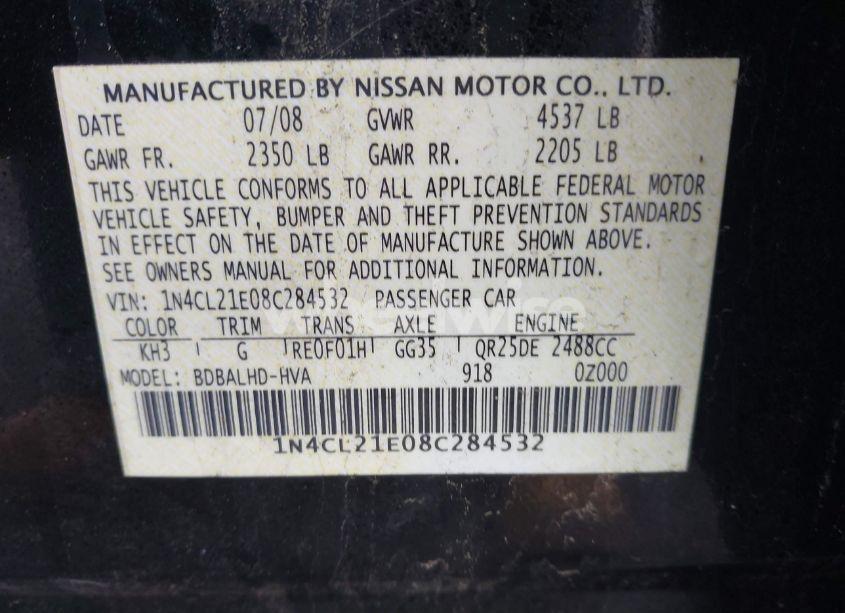 MANUFACTURED BY NISSAN MOTOR CO., LTD.
DATE 07/08 GVWR 4537 LB
GAWR FR. 2350 LB GAWR RR. 2205 LB
THIS VEHICLE CONFORMS TO ALL APPLICABLE FEDERAL MOTOR
VEHICLE SAFETY, BUMPER AND THEFT PREVENTION STANDARDS
IN EFFECT ON THE DATE OF MANUFACTURE SHOWN ABOVE.
SEE OWNERS MANUAL FOR ADDITIONAL INFORMATION.
VIN: 1N4CL21E08C284532 PASSENGER CAR
COLOR TRIM TRANS AXLE ENGINE
KH3 G RE0F01H GG35 QR25DE 2488CC
MODEL: BDBALHD-HVA 918 0Z000
1N4CL21E08C284532